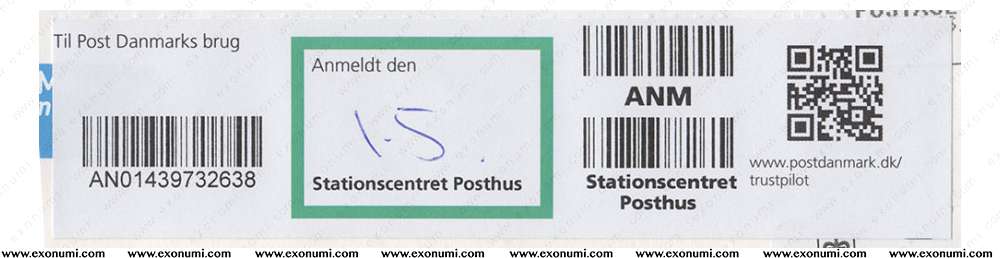 POSTAGE
Til Post Danmarks brug
AN01439732638
Anmeldt den
1.5.
Stationscentret Posthus
ANM
Stationscentret
Posthus
www.postdanmark.dk/
trustpilot
www.exonumi.com www.exonumi.com www.exonumi.com www.exonumi.com www.exonumi.com www.exonumi.com www.exonumi.com www.exonumi.com